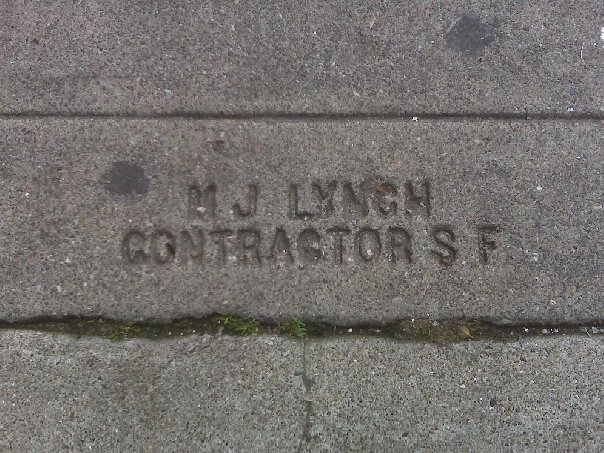 M J LYNCH
CONTRACTOR S F